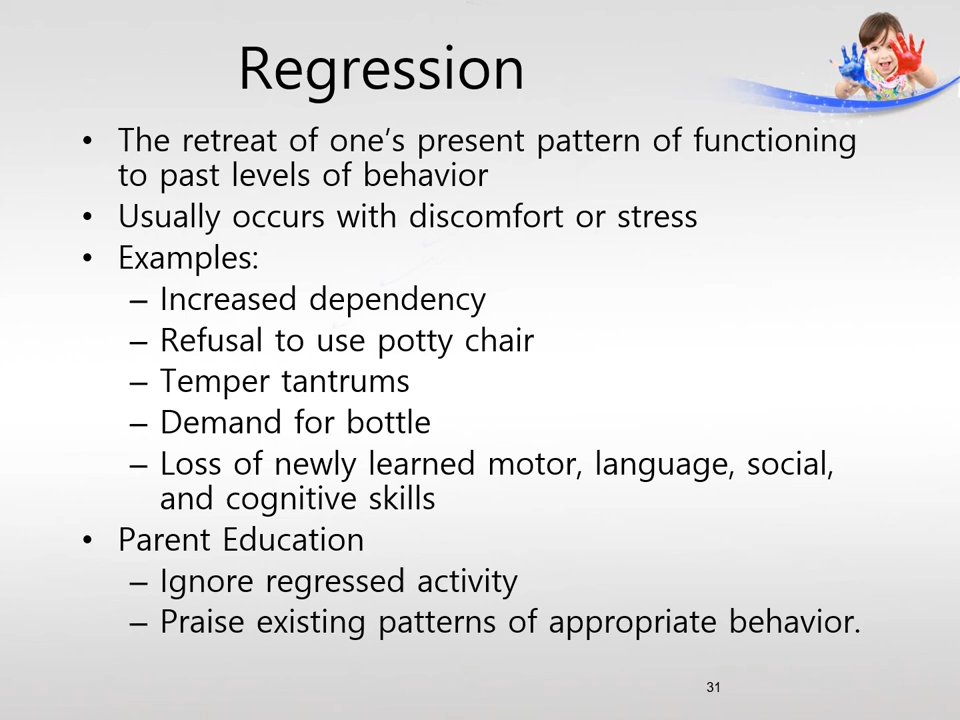 Regression
• The retreat of one's present pattern of functioning
to past levels of behavior
• Usually occurs with discomfort or stress
• Examples:
– Increased dependency
– Refusal to use potty chair
– Temper tantrums
– Demand for bottle
– Loss of newly learned motor, language, social,
and cognitive skills
• Parent Education
– Ignore regressed activity
– Praise existing patterns of appropriate behavior.
31